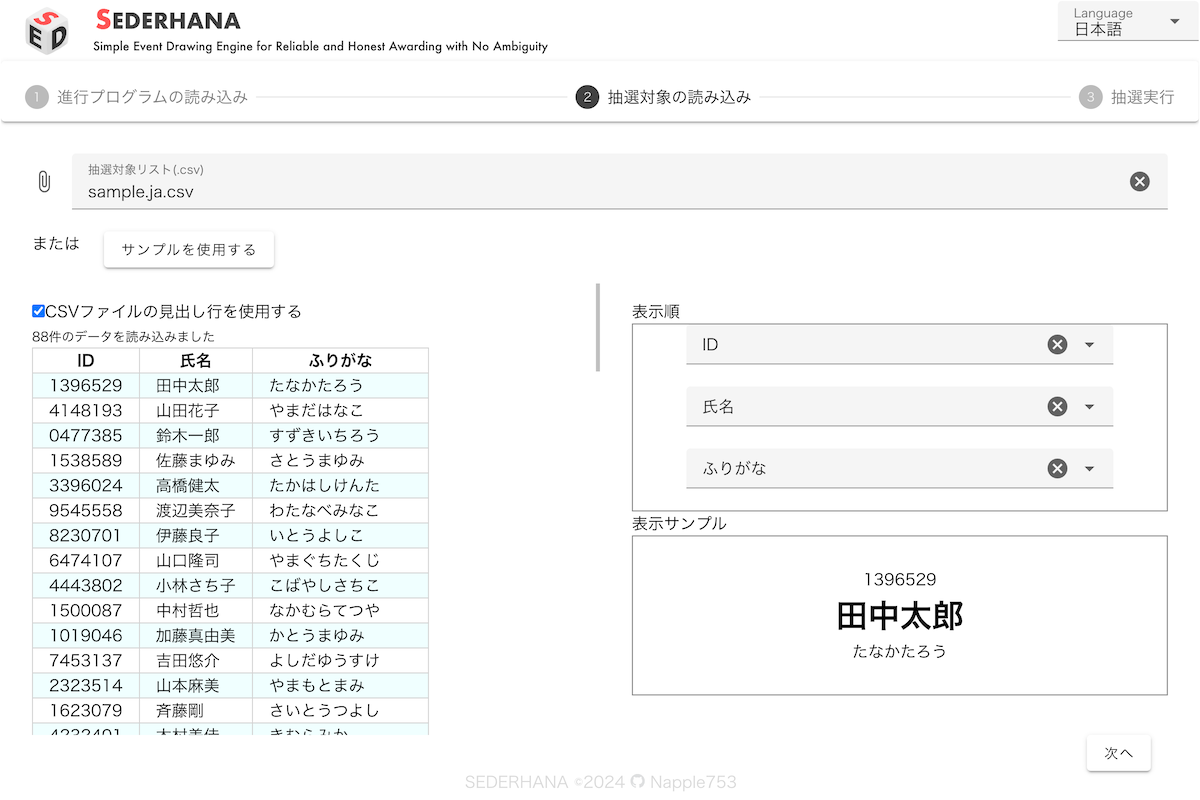 SED
SEDERHANA
Simple Event Drawing Engine for Reliable and Honest Awarding with No Ambiguity
Language
日本語
1 進行プログラムの読み込み
2 抽選対象の読み込み
3 抽選実行
抽選対象リスト(.csv)
sample.ja.csv
または
サンプルを使用する
CSVファイルの見出し行を使用する
88件のデータを読み込みました
ID 氏名 ふりがな
1396529 田中太郎 たなかたろう
4148193 山田花子 やまだはなこ
0477385 鈴木一郎 すずきいちろう
1538589 佐藤まゆみ さとうまゆみ
3396024 高橋健太 たかはしけんた
9545558 渡辺美奈子 わたなべみなこ
8230701 伊藤良子 いとうよしこ
6474107 山口隆司 やまぐちたくじ
4443802 小林さち子 こばやしさちこ
1500087 中村哲也 なかむらてつや
1019046 加藤真由美 かとうまゆみ
7453137 吉田悠介 よしだゆうすけ
2323514 山本麻美 やまもとまみ
1623079 斉藤剛 さいとうつよし
表示順
ID
氏名
ふりがな
表示サンプル
1396529
田中太郎
たなかたろう
次へ
SEDERHANA ©2024 Napple753